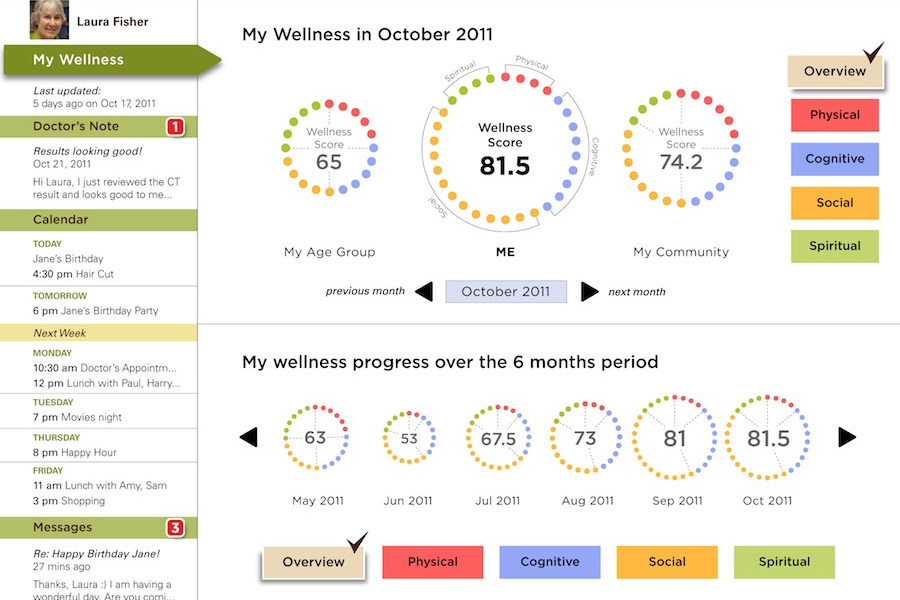 Laura Fisher
My Wellness
Last updated:
5 days ago on Oct 17, 2011
Doctor's Note
1
Results looking good!
Oct 21, 2011
Hi Laura, I just reviewed the CT
result and looks good to me...
Calendar
TODAY
Jane's Birthday
4:30 pm Hair Cut
TOMORROW
6 pm Jane's Birthday Party
Next Week
MONDAY
10:30 am Doctor's Appointm...
12 pm Lunch with Paul, Harry...
TUESDAY
7 pm Movies night
THURSDAY
8 pm Happy Hour
FRIDAY
11 am Lunch with Amy, Sam
3 pm Shopping
Messages
3
Re: Happy Birthday Jane!
27 mins ago
Thanks, Laura :) I am having a
wonderful day. Are you comi...
My Wellness in October 2011
Wellness
Score
65
My Age Group
Spiritual
Physical
Cognitive
Social
Wellness
Score
81.5
ME
Wellness
Score
74.2
My Community
previous month
October 2011
next month
Overview
Physical
Cognitive
Social
Spiritual
My wellness progress over the 6 months period
63
53
67.5
73
81
81.5
May 2011
Jun 2011
Jul 2011
Aug 2011
Sep 2011
Oct 2011
Overview
Physical
Cognitive
Social
Spiritual